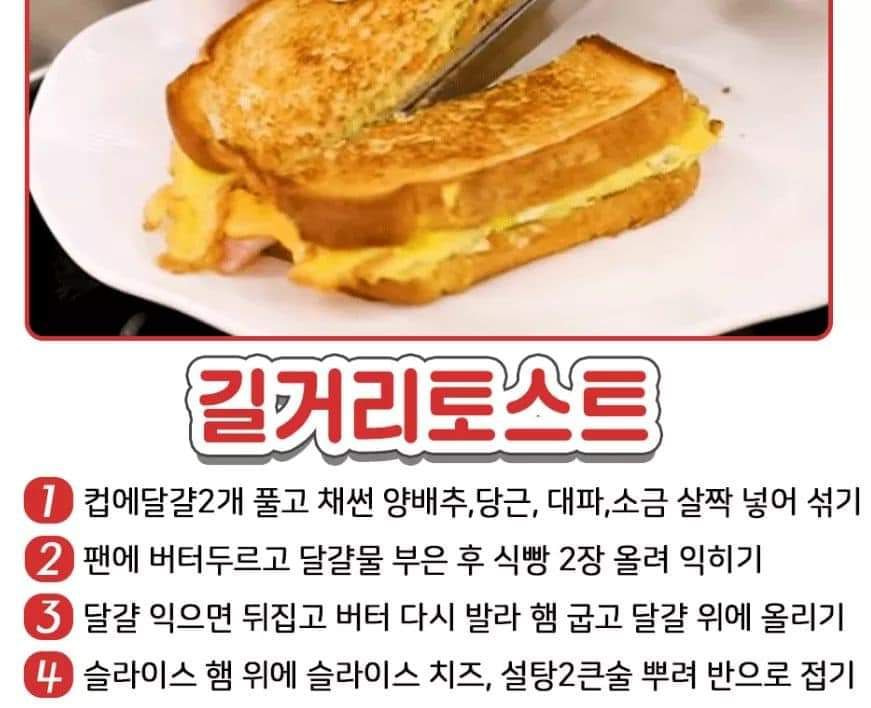 길거리토스트
1 컵에달걀2개 풀고 채썬 양배추,당근, 대파,소금 살짝 넣어 섞기
2 팬에 버터두르고 달걀물 부은 후 식빵 2장 올려 익히기
3 달걀 익으면 뒤집고 버터 다시 발라 햄 굽고 달걀 위에 올리기
4 슬라이스 햄 위에 슬라이스 치즈, 설탕2큰술 뿌려 반으로 접기